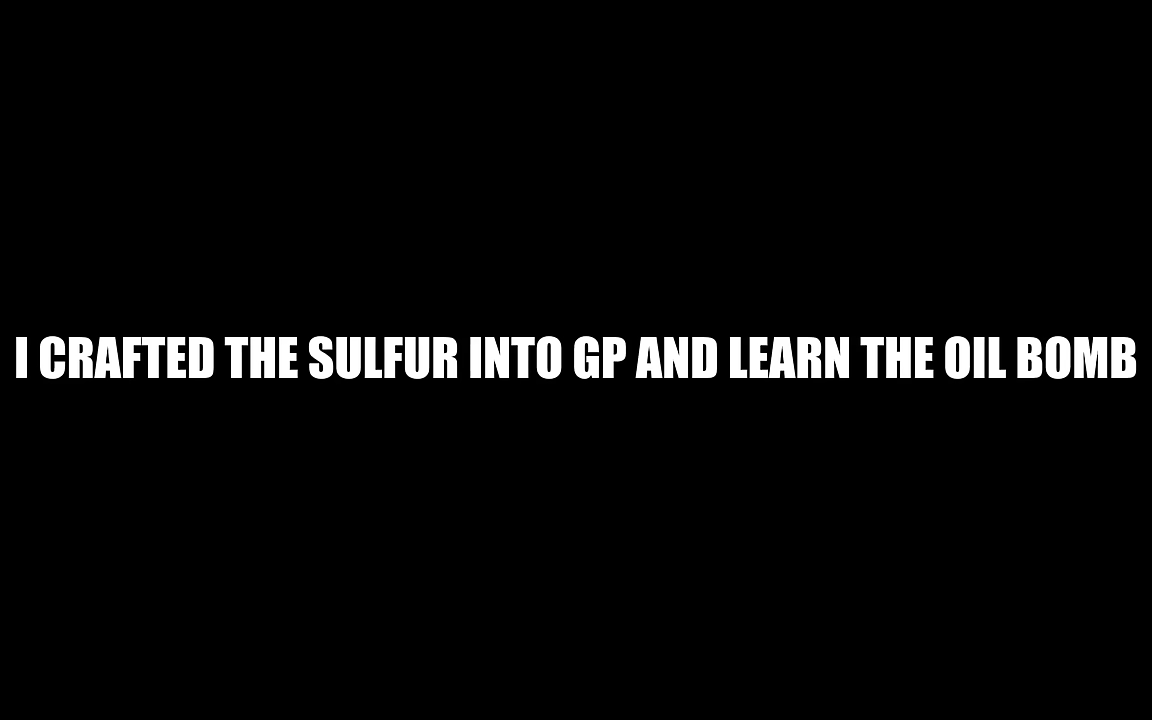 I CRAFTED THE SULFUR INTO GP AND LEARN THE OIL BOMB